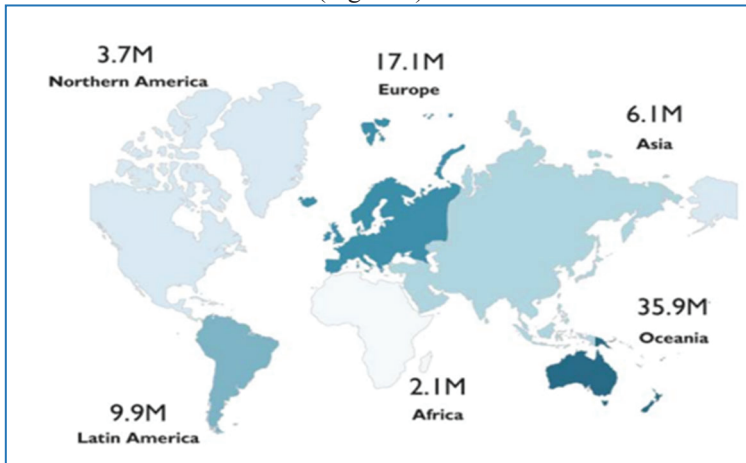 3.7M
Northern America
17.1M
Europe
6.1M
Asia
35.9M
Oceania
2.1M
Africa
9.9M
Latin America